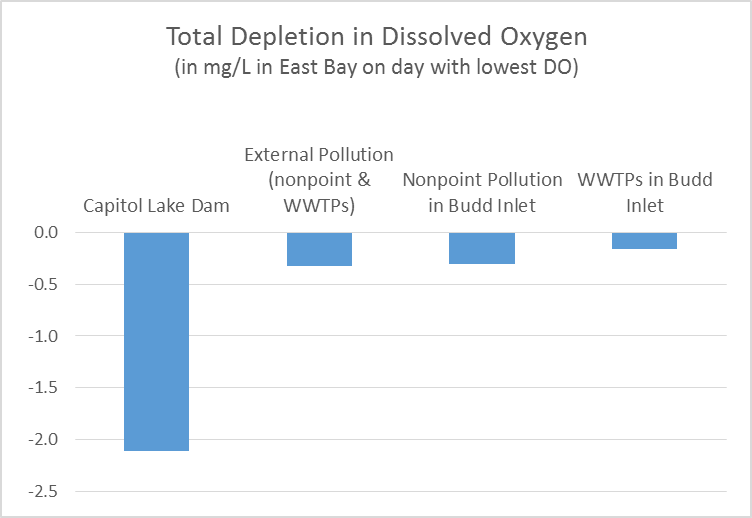 Total Depletion in Dissolved Oxygen
(in mg/L in East Bay on day with lowest DO)
Capitol Lake Dam
External Pollution
(nonpoint &
WWTPs)
Nonpoint Pollution
in Budd Inlet
WWTPs in Budd
Inlet
0.0
-0.5
-1.0
-1.5
-2.0
-2.5